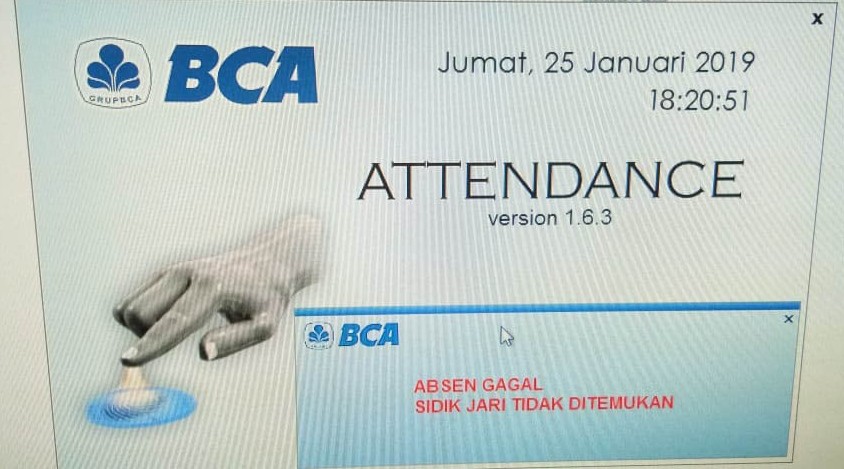 x
GRUPBCA
BCA
Jumat, 25 Januari 2019
18:20:51
ATTENDANCE
version 1.6.3
BCA
x
ABSEN GAGAL
SIDIK JARI TIDAK DITEMUKAN